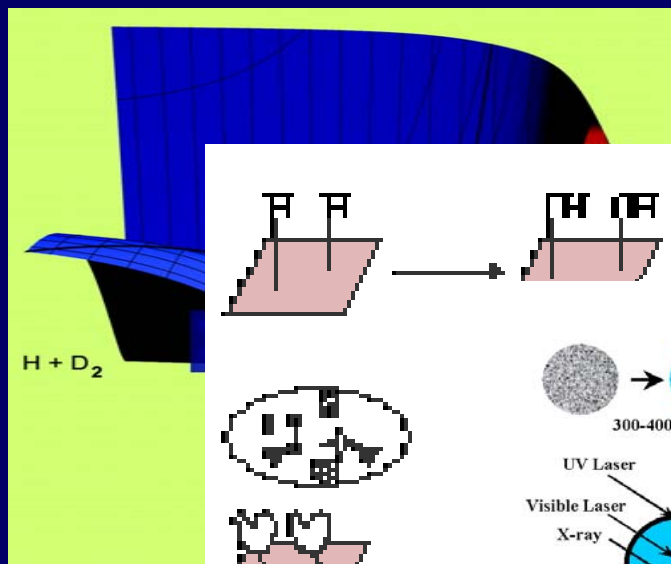 H H
H + D2
300-400
UV Laser
Visible Laser
X-ray